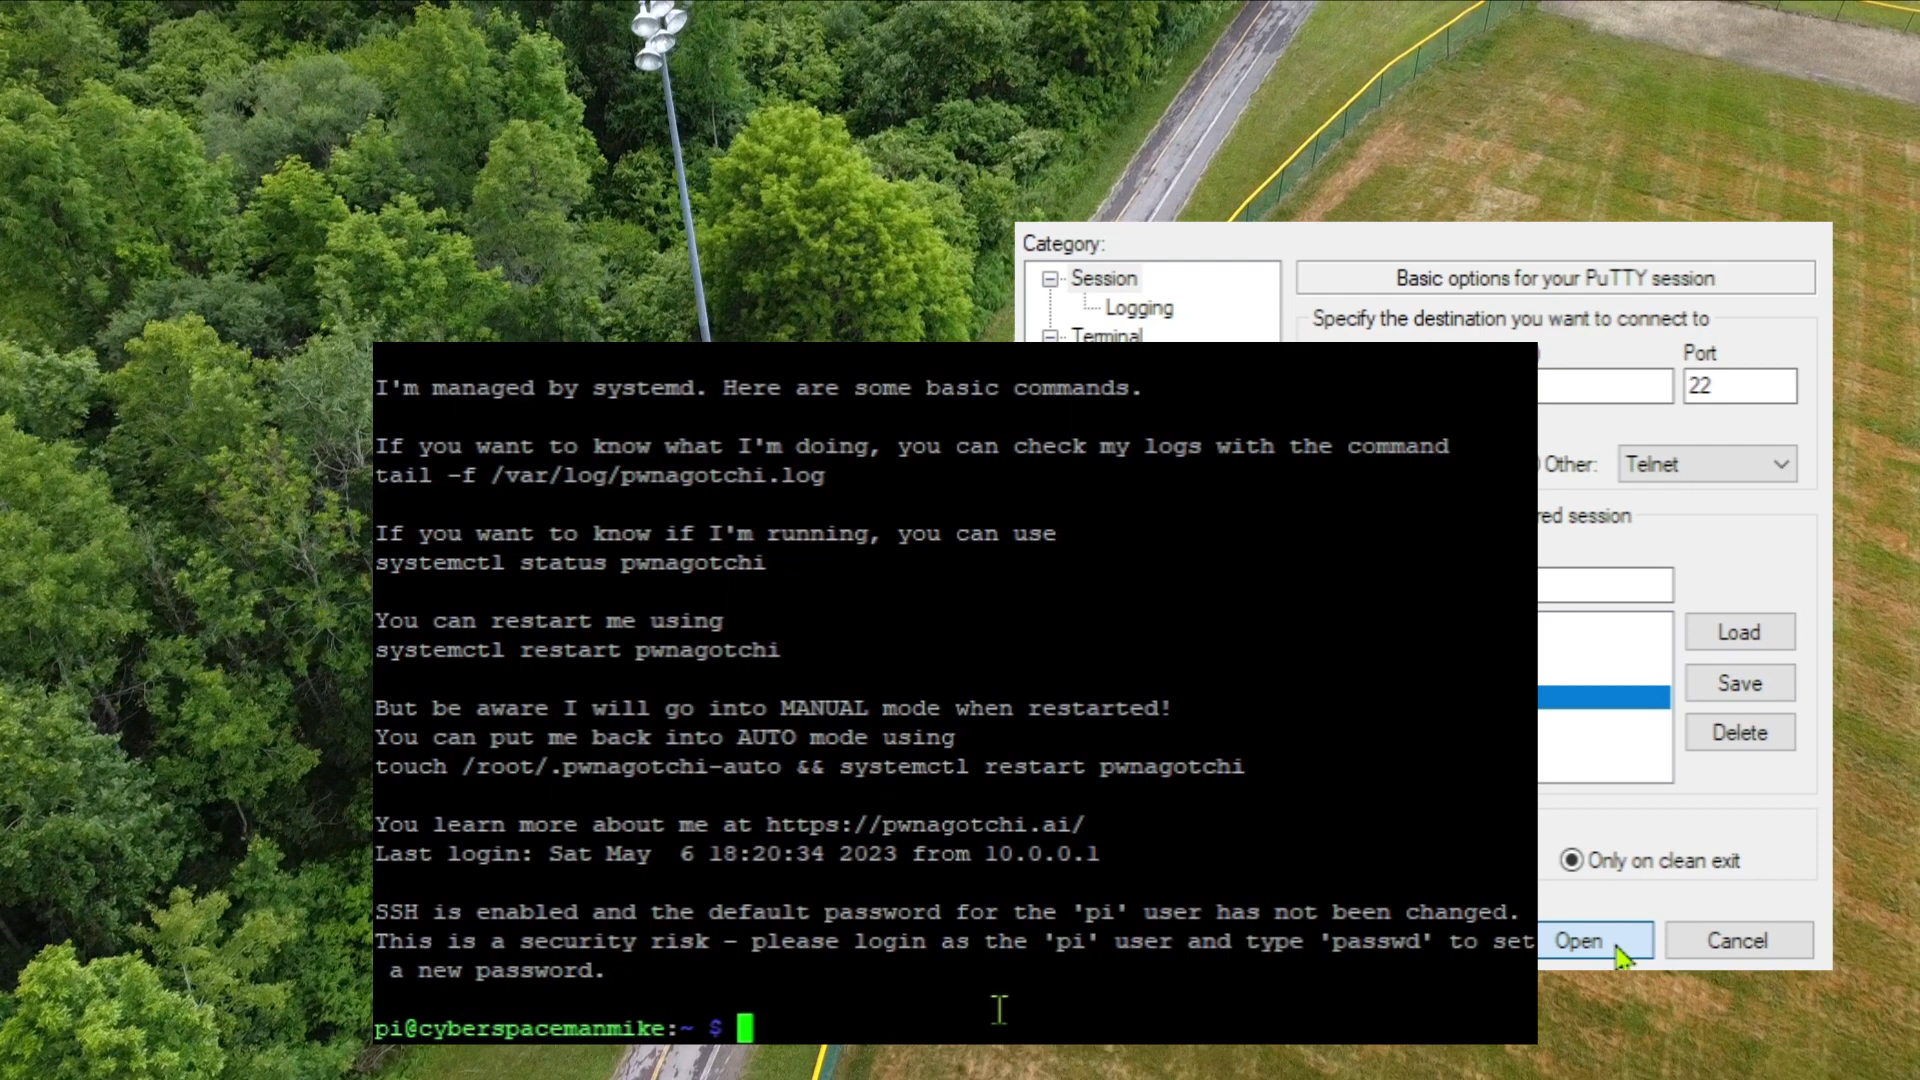 Category:
Session
Logging
Terminal
Basic options for your PuTTY session
Specify the destination you want to connect to
Port
22
Other:
Telnet
red session
Load
Save
Delete
Only on clean exit
Open
Cancel
I'm managed by systemd. Here are some basic commands.
If you want to know what I'm doing, you can check my logs with the command
tail -f /var/log/pwnagotchi.log
If you want to know if I'm running, you can use
systemctl status pwnagotchi
You can restart me using
systemctl restart pwnagotchi
But be aware I will go into MANUAL mode when restarted!
You can put me back into AUTO mode using
touch /root/.pwnagotchi-auto && systemctl restart pwnagotchi
You learn more about me at https://pwnagotchi.ai/
Last login: Sat May  6 18:20:34 2023 from 10.0.0.1
SSH is enabled and the default password for the 'pi' user has not been changed.
This is a security risk - please login as the 'pi' user and type 'passwd' to set
a new password.
pi@cyberspacemanmike:~ $